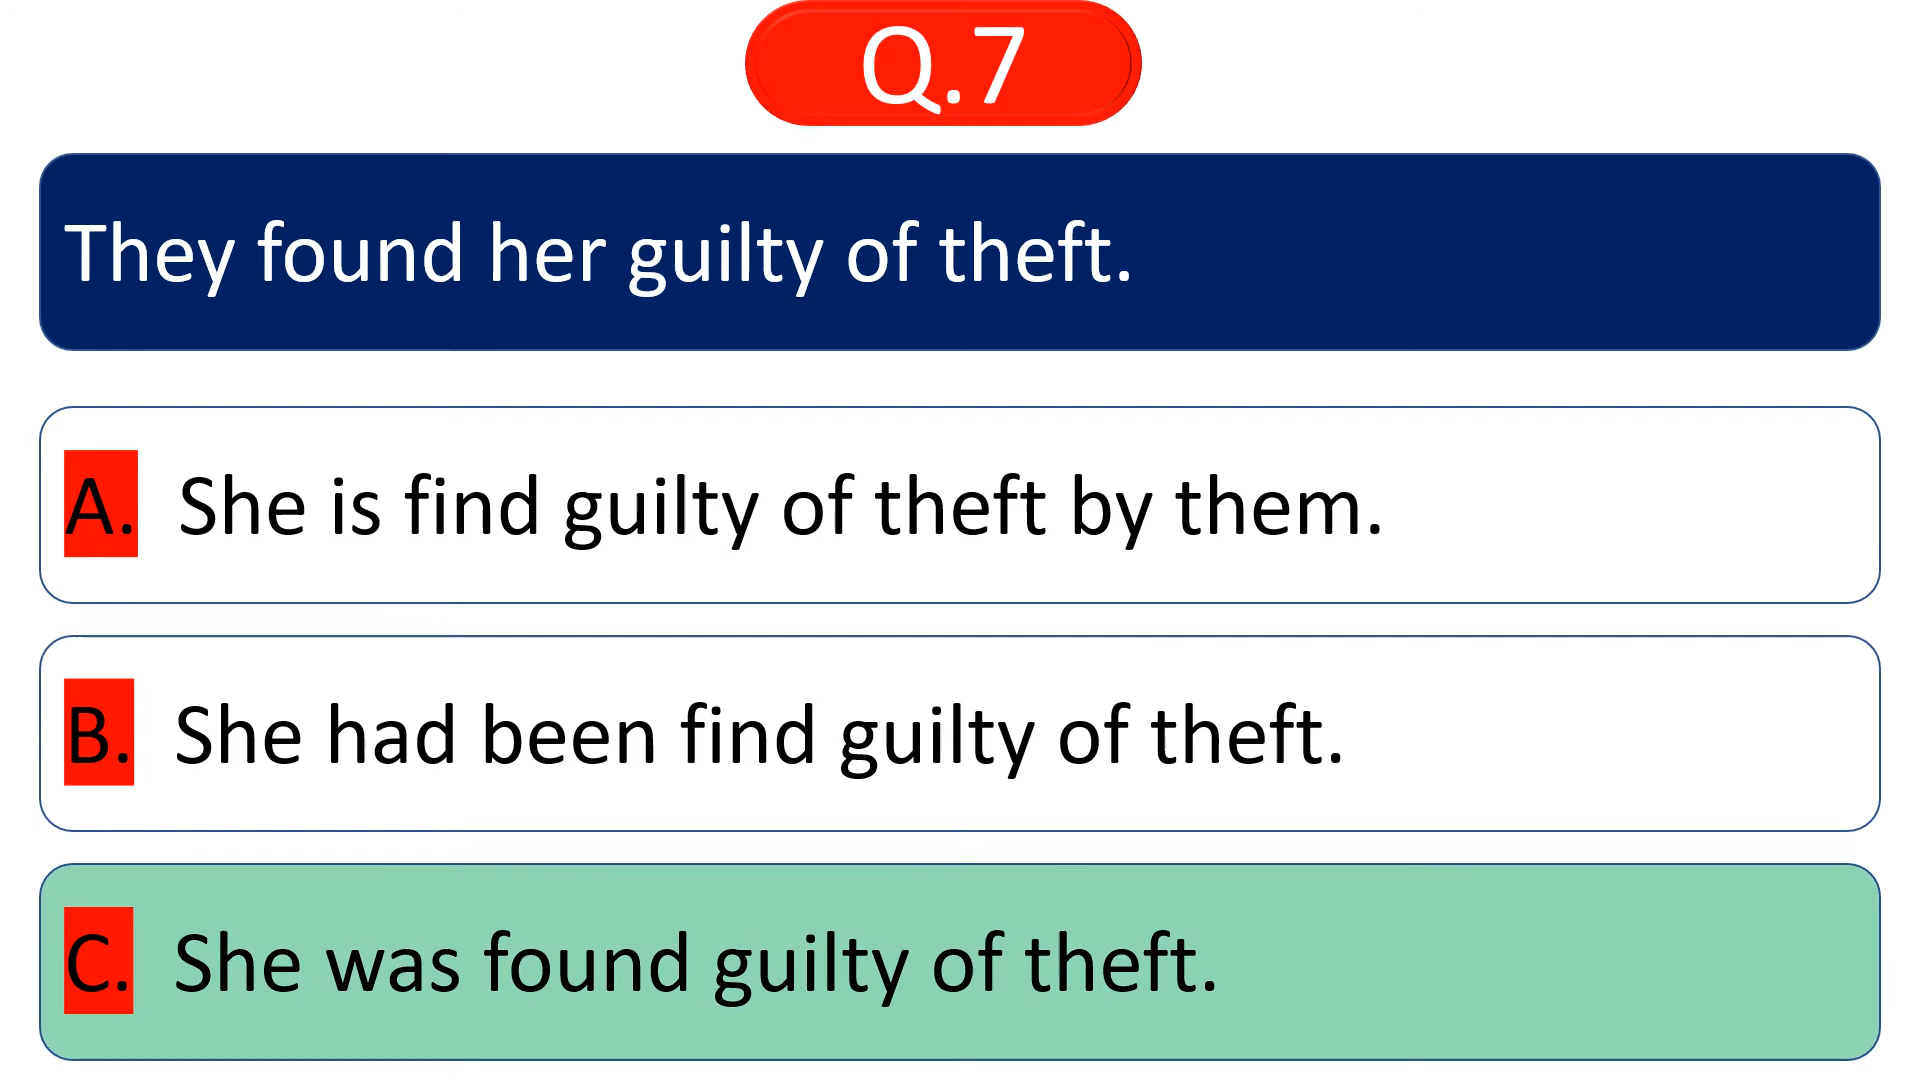 Q.7
They found her guilty of theft.
A. She is find guilty of theft by them.
B. She had been find guilty of theft.
C. She was found guilty of theft.